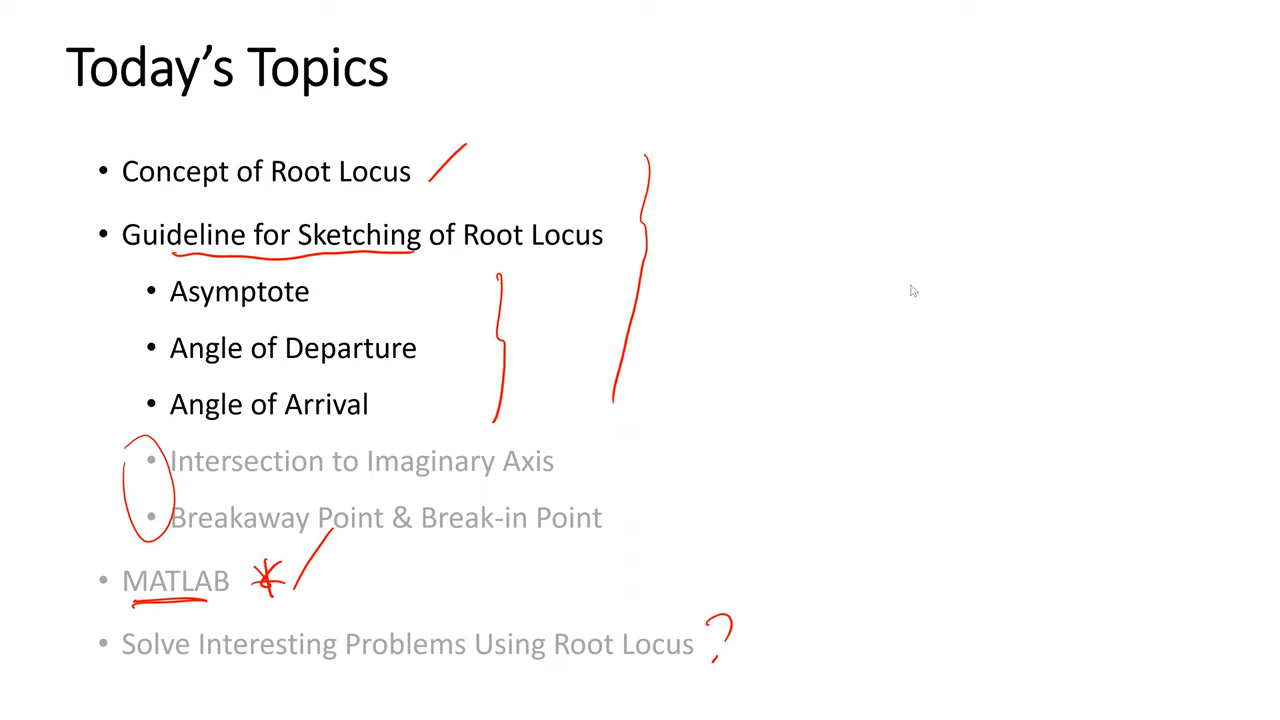 Today's Topics
• Concept of Root Locus
• Guideline for Sketching of Root Locus
• Asymptote
• Angle of Departure
• Angle of Arrival
• Intersection to Imaginary Axis
• Breakaway Point & Break-in Point
• MATLAB *
• Solve Interesting Problems Using Root Locus ?